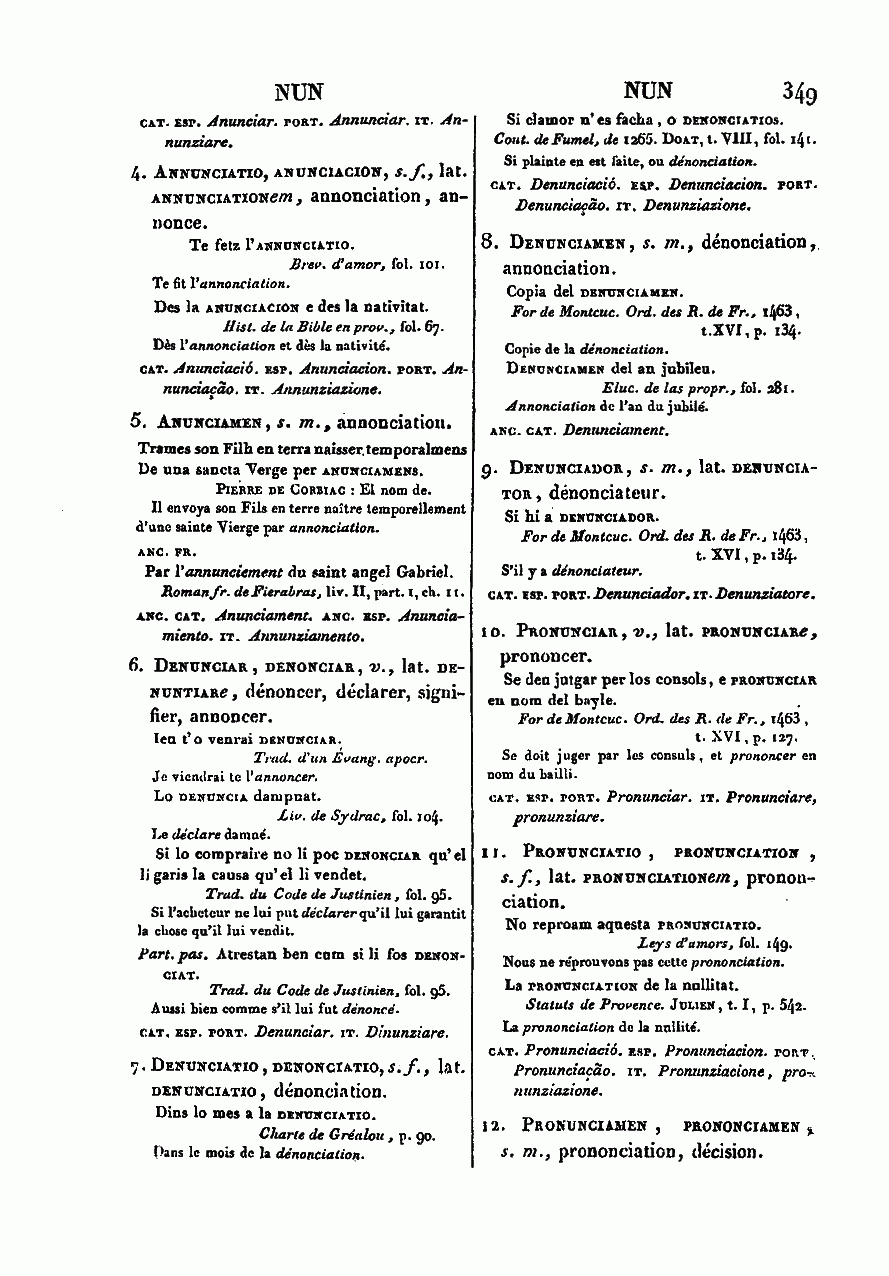 NUN
NUN
349
CAT. ESP. Anunciar. PORT. Annunciar. IT. An-
nunziare.
4. ANNUNCIATIO, ANUNCIACION, s. f., lat.
ANNUNCIATIONem, annonciation, an-
nonce.
Te fetz l'ANNUNCIATIO.
Brev. d'amor, fol. 101.
Te fit l'annonciation.
Des la ANUNCIACION e des la nativitat.
Hist. de la Bible en prov., fol. 67.
Dès l'annonciation et dès la nativité.
CAT. Anunciació. ESP. Anunciacion. PORT. An-
nunciação. IT. Annunziazione.
5. ANUNCIAMEN, s. m., annonciation.
Trames son Filh en terra naisser temporalmens
De una sancta Verge per ANUNCIAMENS.
PIERRE DE CORBIAC : El nom de.
Il envoya son Fils en terre naître temporellement
d'une sainte Vierge par annonciation.
ANC. FR.
Par l'annunciement du saint angel Gabriel.
Roman fr. de Fierabras, liv. II, part. 1, ch. 11.
ANC. CAT. Anunciament. ANC. ESP. Anuncia-
miento. IT. Annunziamento.
6. DENUNCIAR, DENONCIAR, v., lat. DE-
NUNTIARe, dénoncer, déclarer, signi-
fier, annoncer.
Ieu t'o venrai DENUNCIAR.
Trad. d'un Évang. apocr.
Je viendrai te l'annoncer.
Lo DENUNCIA dampnat.
Liv. de Sydrac, fol. 104.
Le déclare damné.
Si lo compraire no li poc DENONCIAR qu'el
li garis la causa qu'el li vendet.
Trad. du Code de Justinien, fol. 95.
Si l'acheteur ne lui put déclarer qu'il lui garantit
la chose qu'il lui vendit.
Part. pas. Atrestan ben com si li fos DENON-
CIAT.
Trad. du Code de Justinien, fol. 95.
Aussi bien comme s'il lui fut dénoncé.
CAT. ESP. PORT. Denunciar. IT. Dinunziare.
7. DENUNCIATIO, DENONCIATIO, s. f., lat.
DENUNCIATIO, dénonciation.
Dins lo mes a la DENUNCIATIO.
Charte de Gréalou, p. 90.
Dans le mois de la dénonciation.
Si clamor n'es facha, o DENONCIATIOS.
Cout. de Fumel, de 1265. DOAT, t. VIII, fol. 141.
Si plainte en est faite, ou dénonciation.
CAT. Denunciació. ESP. Denunciacion. PORT.
Denunciação. IT. Denunziazione.
8. DENUNCIAMEN, s. m., dénonciation,
annonciation.
Copia del DENUNCIAMEN.
For de Montcuc. Ord. des R. de Fr., 1463,
t. XVI, p. 134.
Copie de la dénonciation.
DENUNCIAMEN del an jubileu.
Eluc. de las propr., fol. 281.
Annonciation de l'an du jubilé.
ANC. CAT. Denunciament.
9. DENUNCIADOR, s. m., lat. DENUNCIA-
TOR, dénonciateur.
Si hi a DENUNCIADOR.
For de Montcuc. Ord. des R. de Fr., 1463,
t. XVI, p. 134.
S'il y a dénonciateur.
CAT. ESP. PORT. Denunciador. IT. Denunziatore.
10. PRONUNCIAR, v., lat. PRONUNCIARe,
prononcer.
Se deu jutgar per los consols, e PRONUNCIAR
en nom del bayle.
For de Montcuc. Ord. des R. de Fr., 1463,
t. XVI, p. 127.
Se doit juger par les consuls, et prononcer en
nom du bailli.
CAT. ESP. PORT. Pronunciar. IT. Pronunciare,
pronunziare.
11. PRONUNCIATIO, PRONUNCIATION,
s. f., lat. PRONUNCIATIONem, pronon-
ciation.
No reproam aquesta PRONUNCIATIO.
Leys d'amors, fol. 149.
Nous ne réprouvons pas cette prononciation.
La PRONUNCIATION de la nullitat.
Statuts de Provence. JULIEN, t. I, p. 542.
La prononciation de la nullité.
CAT. Pronunciació. ESP. Pronunciacion. PORT.
Pronunciação. IT. Pronunziacione, pro-
nunziazione.
12. PRONUNCIAMEN, PRONONCIAMEN,
s. m., prononciation, décision.